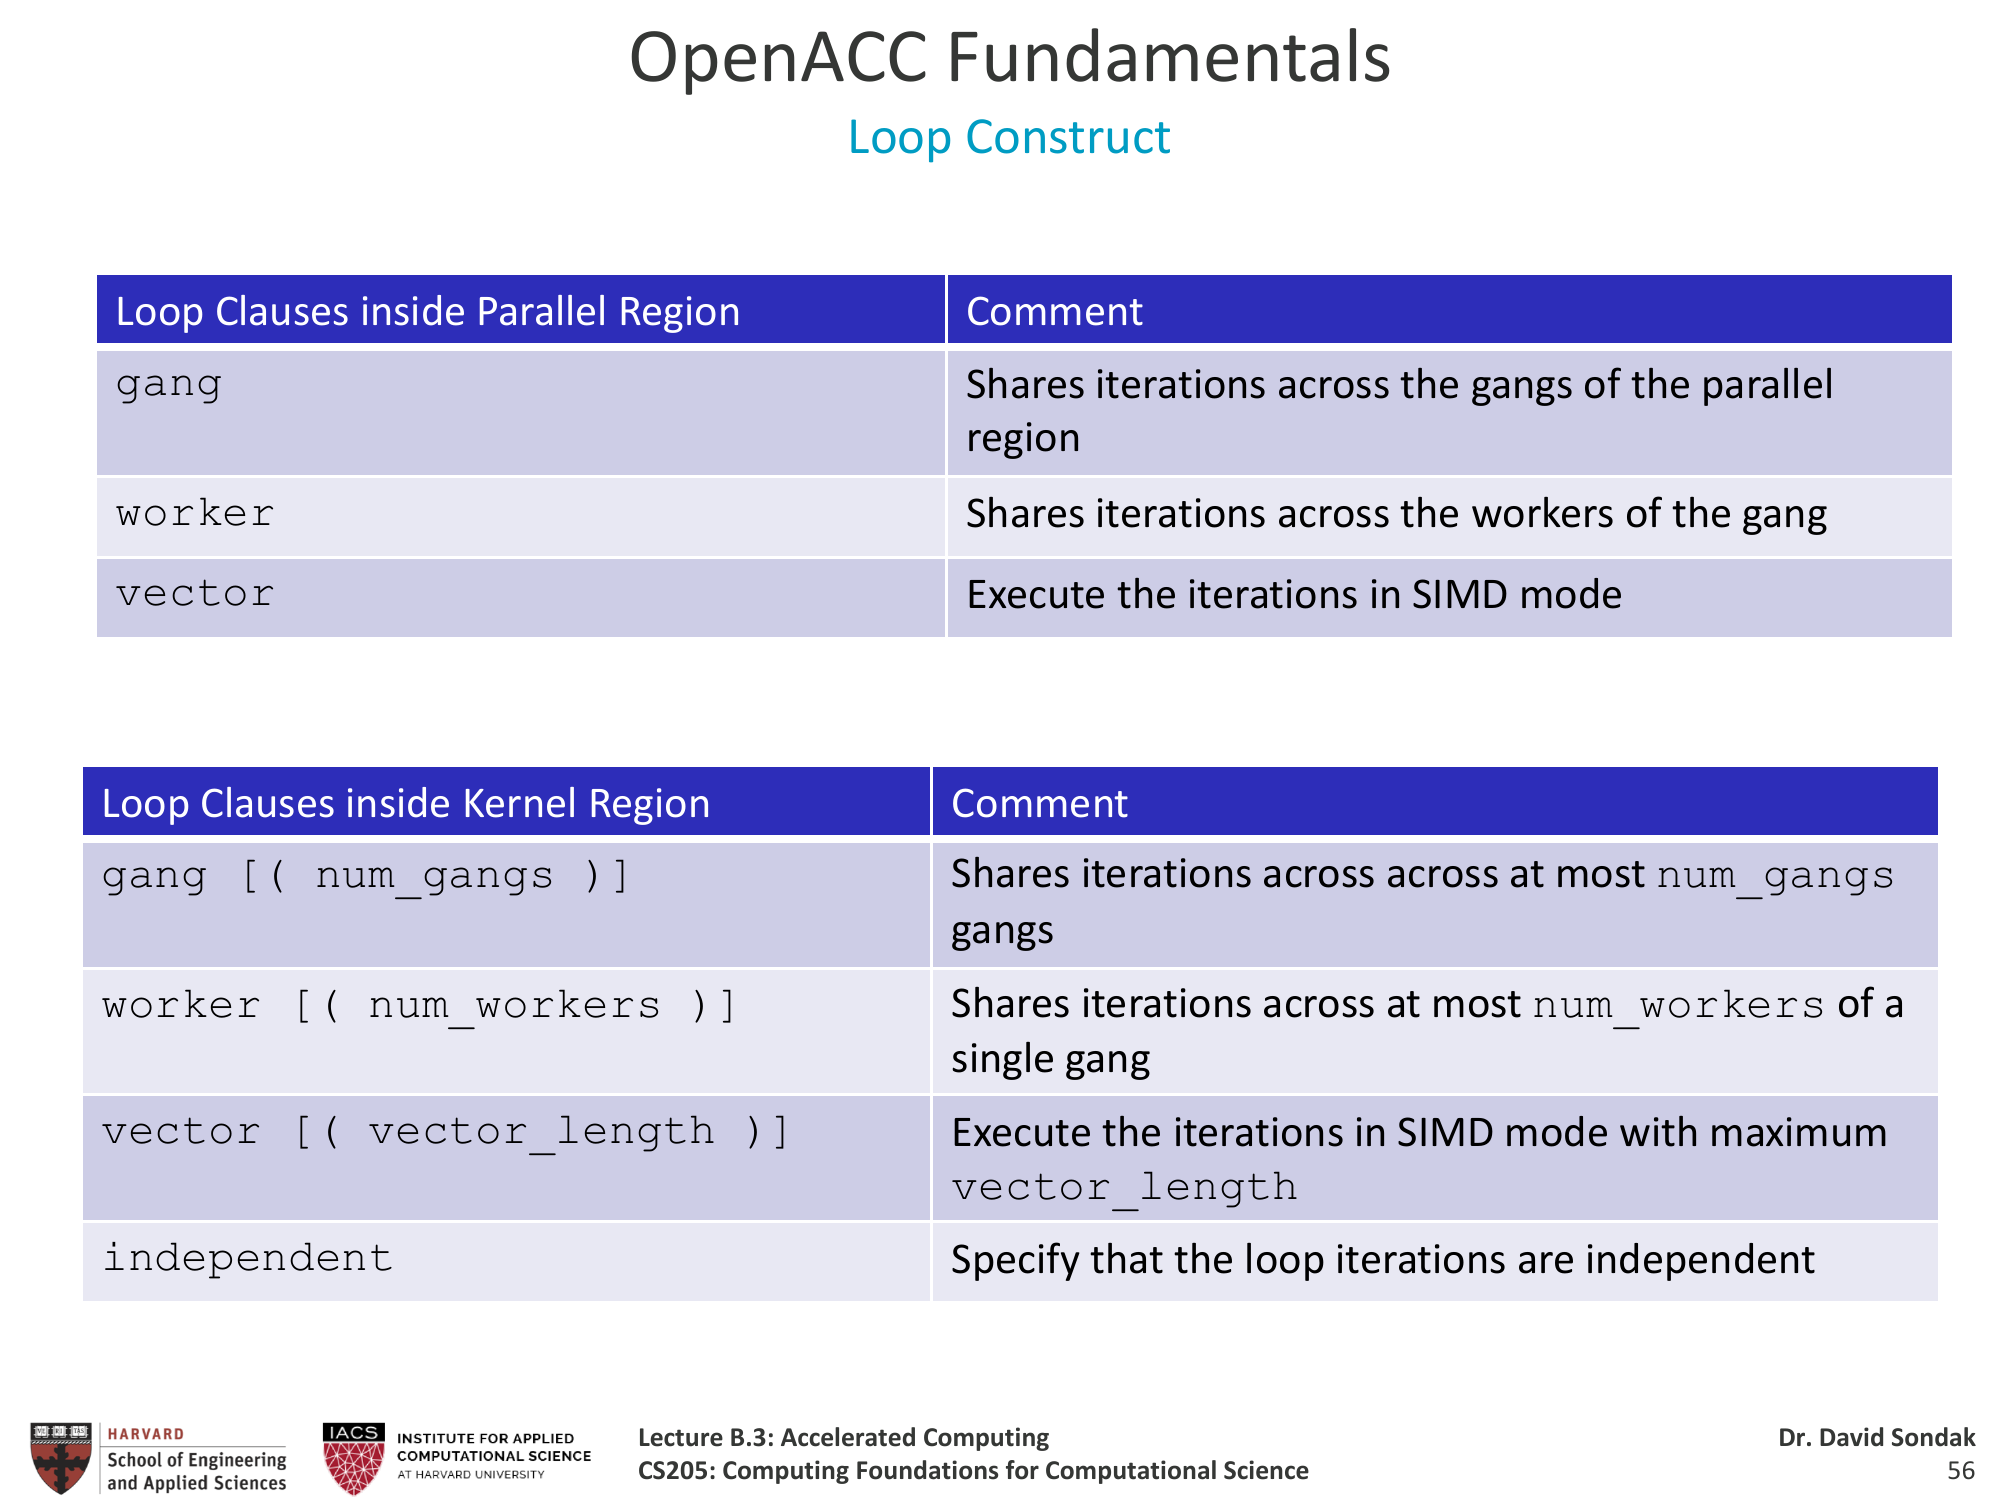 OpenACC Fundamentals
Loop Construct
Loop Clauses inside Parallel Region
Comment
gang
Shares iterations across the gangs of the parallel
region
worker
Shares iterations across the workers of the gang
vector
Execute the iterations in SIMD mode
Loop Clauses inside Kernel Region
Comment
gang [( num_gangs )]
Shares iterations across across at most num_gangs
gangs
worker [( num_workers )]
Shares iterations across at most num_workers of a
single gang
vector [( vector_length )]
Execute the iterations in SIMD mode with maximum
vector_length
independent
Specify that the loop iterations are independent
HARVARD
School of Engineering
and Applied Sciences
IACS
INSTITUTE FOR APPLIED
COMPUTATIONAL SCIENCE
AT HARVARD UNIVERSITY
Lecture B.3: Accelerated Computing
CS205: Computing Foundations for Computational Science
Dr. David Sondak
56